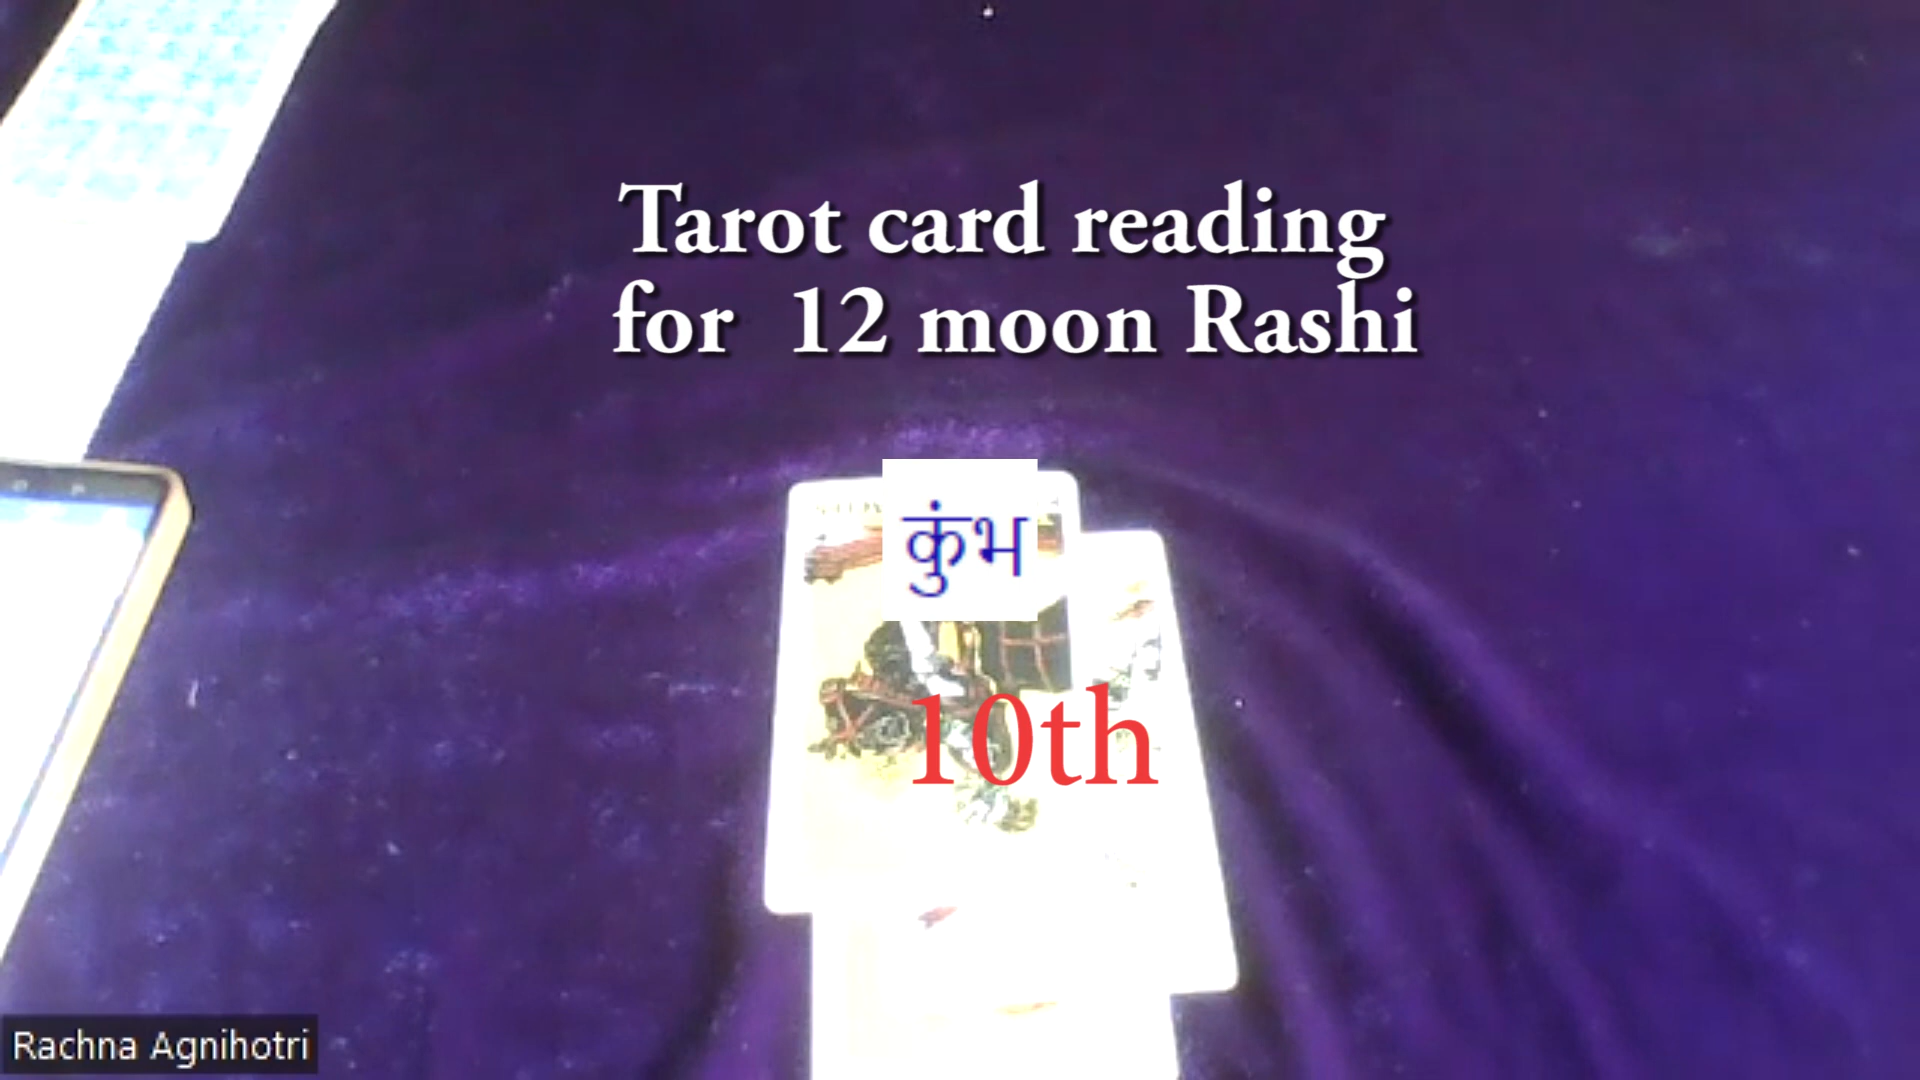 Tarot card reading
for 12 moon Rashi
कुंभ
10th
Rachna Agnihotri